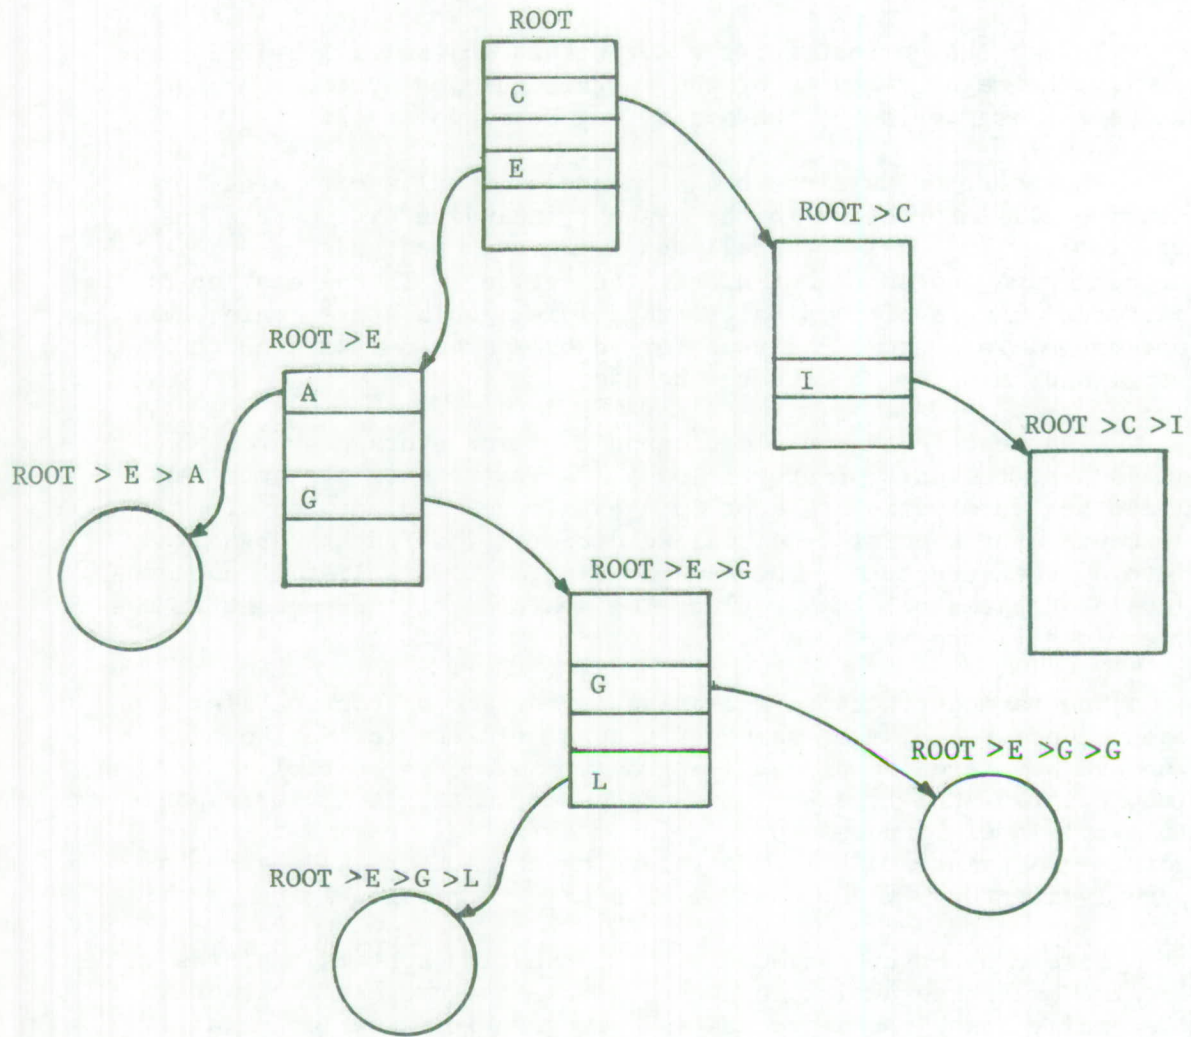 ROOT
C
E
ROOT >C
ROOT >E
A
I
ROOT >C >I
ROOT > E > A
G
ROOT >E >G
G
ROOT >E >G >G
L
ROOT >E >G >L